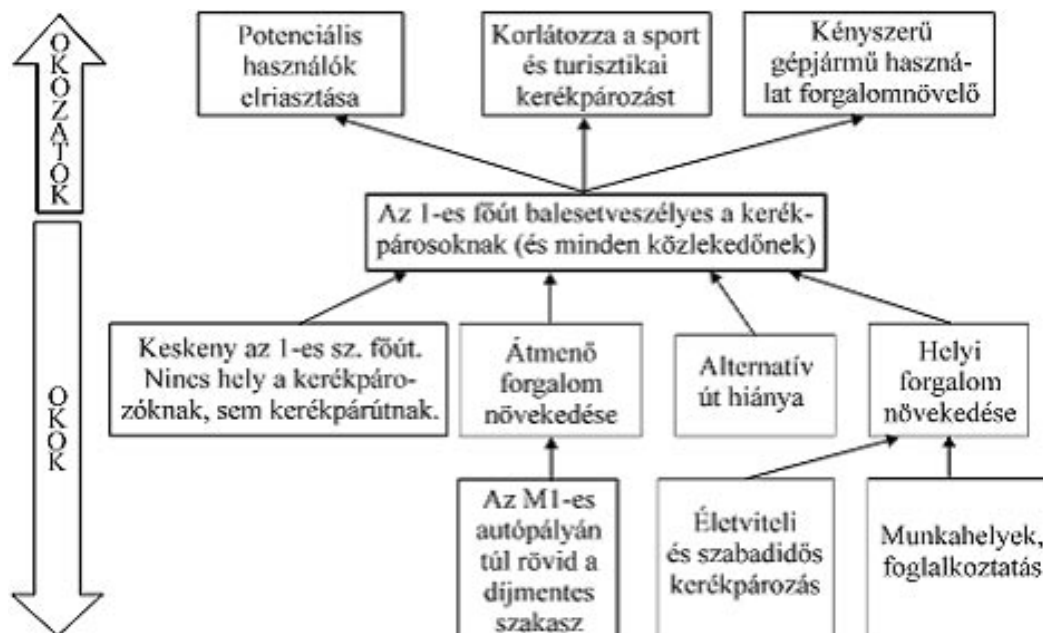 OKOZATOK
Potenciális
használók
elriasztása
Korlátozza a sport
és turisztikai
kerékpározást
Kényszerű
gépjármű haszná-
lat forgalomnövelő
Az 1-es főút balesetveszélyes a kerék-
párosoknak (és minden közlekedőnek)
OKOK
Keskeny az 1-es sz. főút.
Nincs hely a kerékpáro-
zóknak, sem kerékpárútnak.
Átmenő
forgalom
növekedése
Alternatív
út hiánya
Helyi
forgalom
növekedése
Az M1-es
autópályán
túl rövid a
díjmentes
szakasz
Életviteli
és szabadidős
kerékpározás
Munkahelyek,
foglalkoztatás